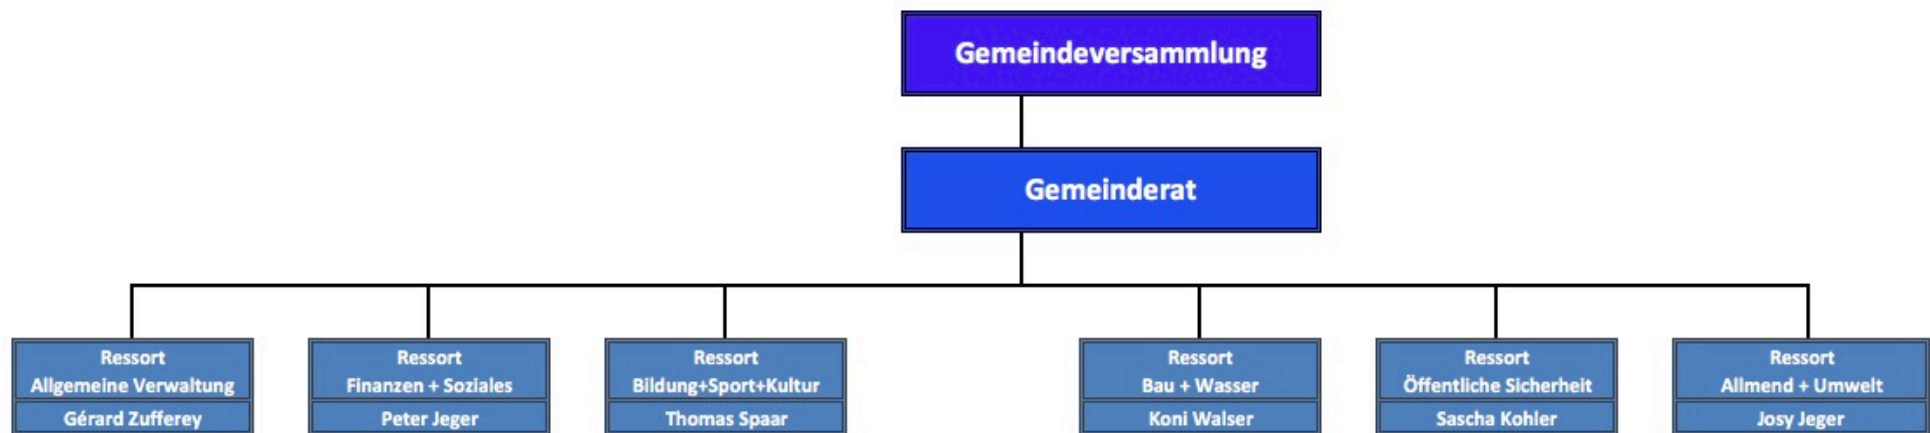 Gemeindeversammlung
Gemeinderat
Ressort
Allgemeine Verwaltung
Gérard Zufferey
Ressort
Finanzen + Soziales
Peter Jeger
Ressort
Bildung+Sport+Kultur
Thomas Spaar
Ressort
Bau + Wasser
Koni Walser
Ressort
Öffentliche Sicherheit
Sascha Kohler
Ressort
Allmend + Umwelt
Josy Jeger